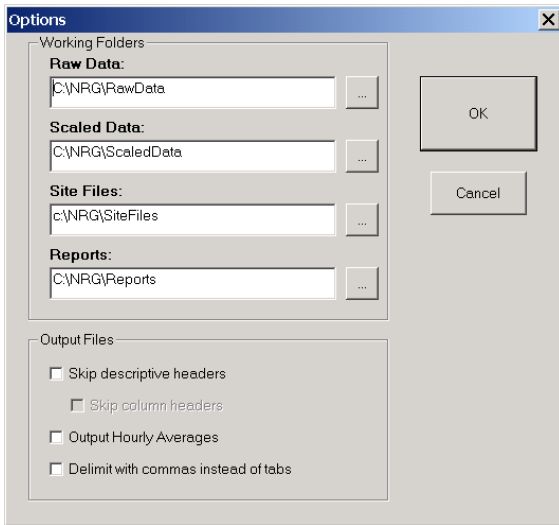 Options
Working Folders
Raw Data:
C:\NRG\RawData
...
OK
Scaled Data:
C:\NRG\ScaledData
...
Cancel
Site Files:
c:\NRG\SiteFiles
...
Reports:
C:\NRG\Reports
...
Output Files
Skip descriptive headers
Skip column headers
Output Hourly Averages
Delimit with commas instead of tabs